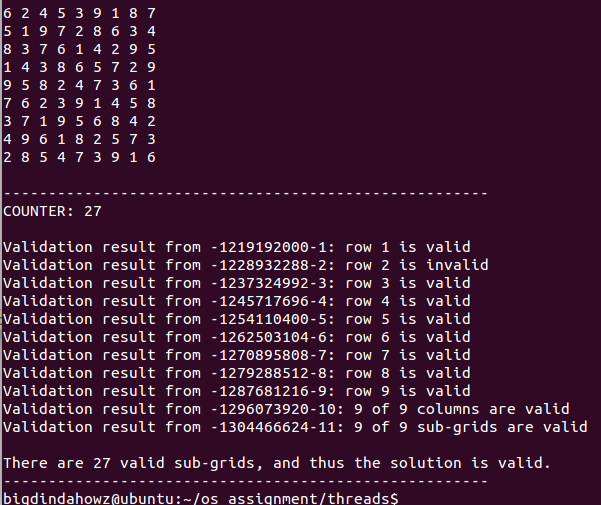 6 2 4 5 3 9 1 8 7
5 1 9 7 2 8 6 3 4
8 3 7 6 1 4 2 9 5
1 4 3 8 6 5 7 2 9
9 5 8 2 4 7 3 6 1
7 6 2 3 9 1 4 5 8
3 7 1 9 5 6 8 4 2
4 9 6 1 8 2 5 7 3
2 8 5 4 7 3 9 1 6
------------------------------------------------------
COUNTER: 27
Validation result from -1219192000-1: row 1 is valid
Validation result from -1228932288-2: row 2 is invalid
Validation result from -1237324992-3: row 3 is valid
Validation result from -1245717696-4: row 4 is valid
Validation result from -1254110400-5: row 5 is valid
Validation result from -1262503104-6: row 6 is valid
Validation result from -1270895808-7: row 7 is valid
Validation result from -1279288512-8: row 8 is valid
Validation result from -1287681216-9: row 9 is valid
Validation result from -1296073920-10: 9 of 9 columns are valid
Validation result from -1304466624-11: 9 of 9 sub-grids are valid
There are 27 valid sub-grids, and thus the solution is valid.
------------------------------------------------------
bigdindahowz@ubuntu:~/os_assignment/threads$